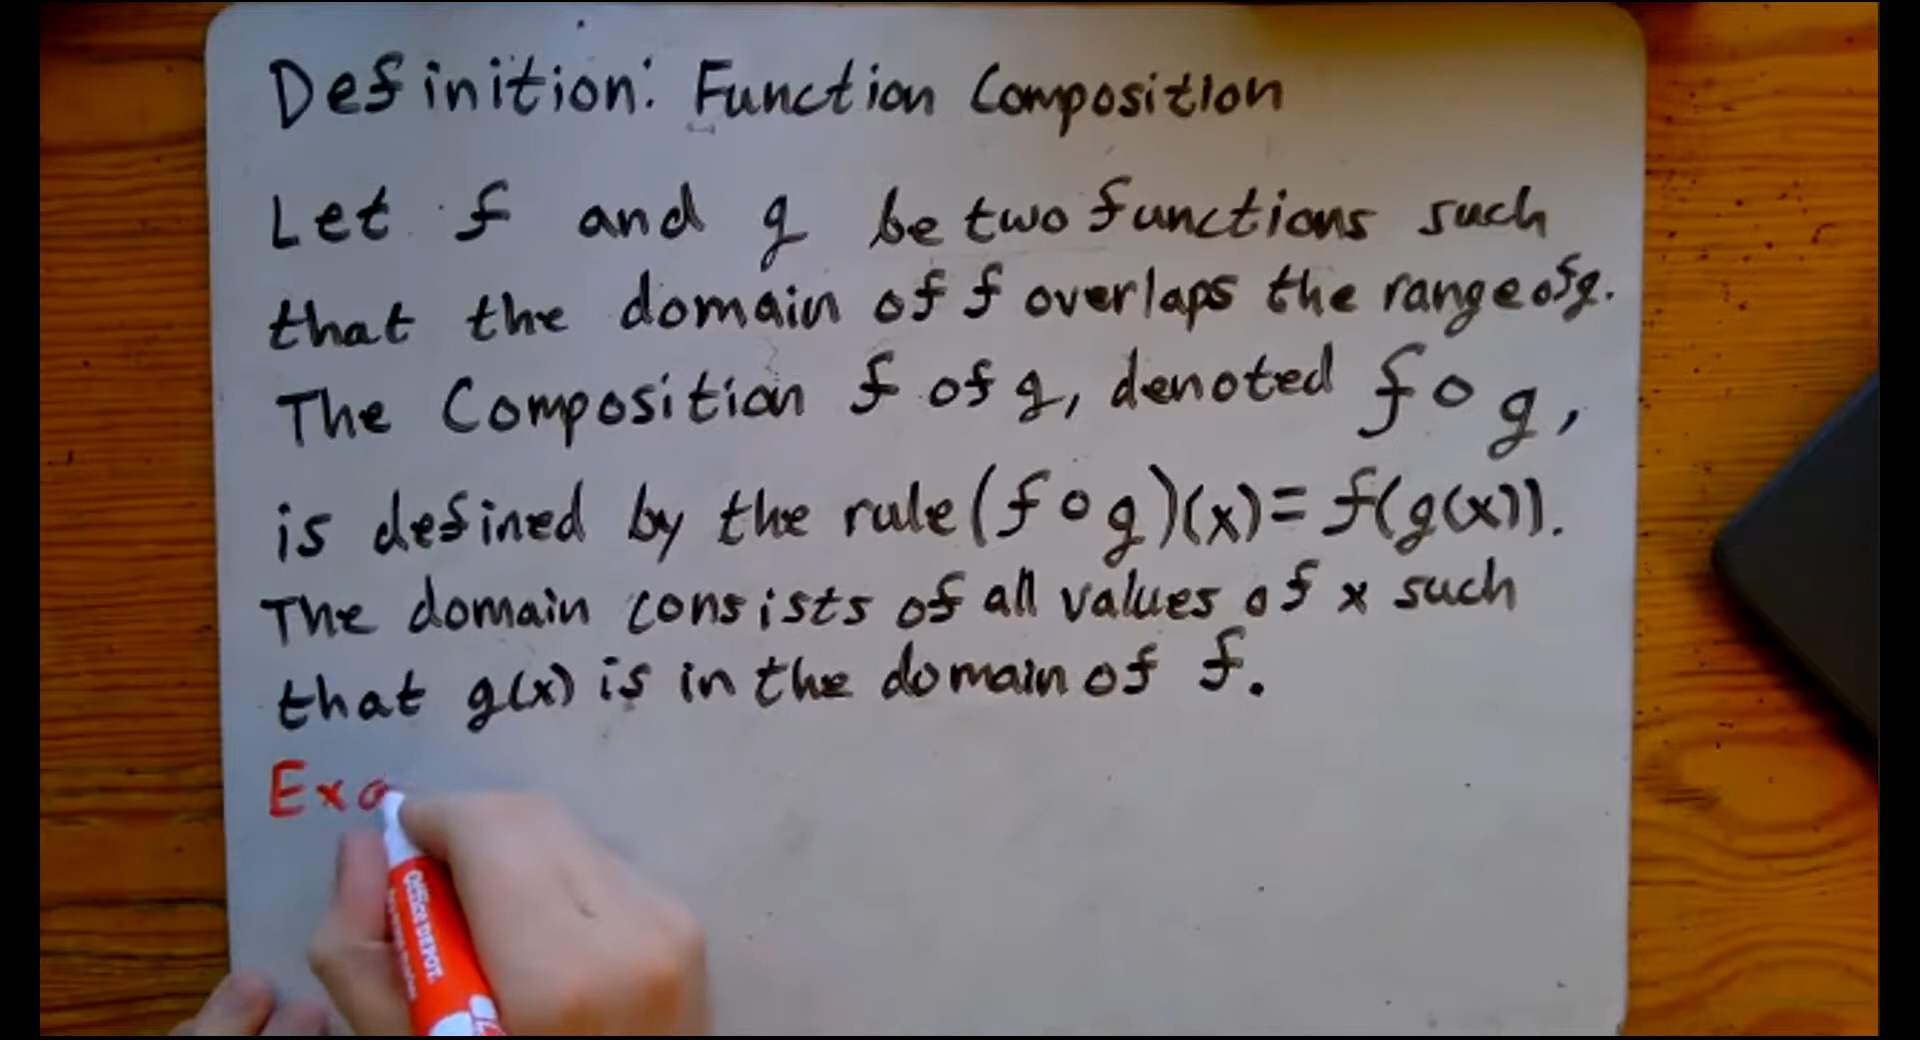 Definition: Function Composition
Let f and g be two functions such
that the domain of f overlaps the range of g.
The Composition f of g, denoted f ∘ g,
is defined by the rule (f ∘ g)(x) = f(g(x)).
The domain consists of all values of x such
that g(x) is in the domain of f.
Exa
Office DEPOT